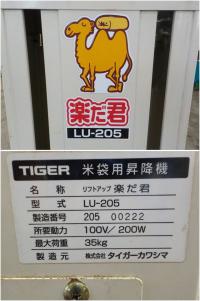 楽だ君
LU-205
TIGER 米袋用昇降機
名称 リフトアップ 楽だ君
型式 LU-205
製造番号 205 00222
所要動力 100V/200W
最大荷重 35kg
製造元 株式会社 タイガーカワシマ